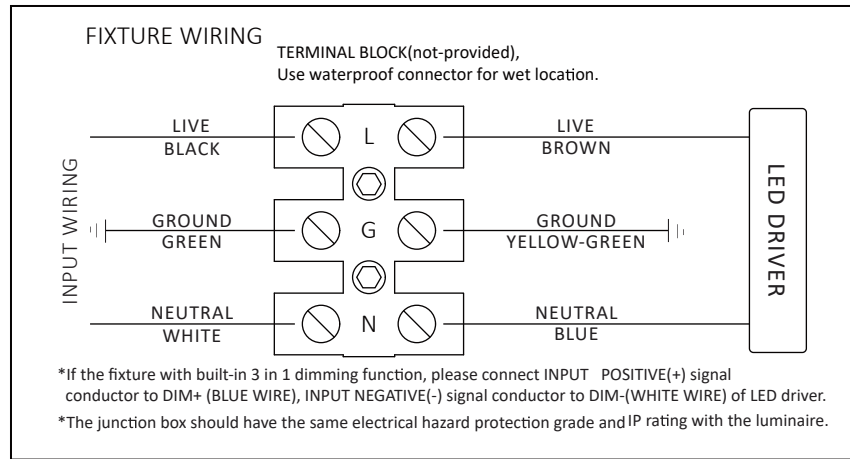 FIXTURE WIRING
TERMINAL BLOCK(not-provided),
Use waterproof connector for wet location.
INPUT WIRING
LIVE
BLACK
L
LIVE
BROWN
GROUND
GREEN
G
GROUND
YELLOW-GREEN
NEUTRAL
WHITE
N
NEUTRAL
BLUE
LED DRIVER
*If the fixture with built-in 3 in 1 dimming function, please connect INPUT POSITIVE(+) signal
conductor to DIM+ (BLUE WIRE), INPUT NEGATIVE(-) signal conductor to DIM-(WHITE WIRE) of LED driver.
*The junction box should have the same electrical hazard protection grade and IP rating with the luminaire.